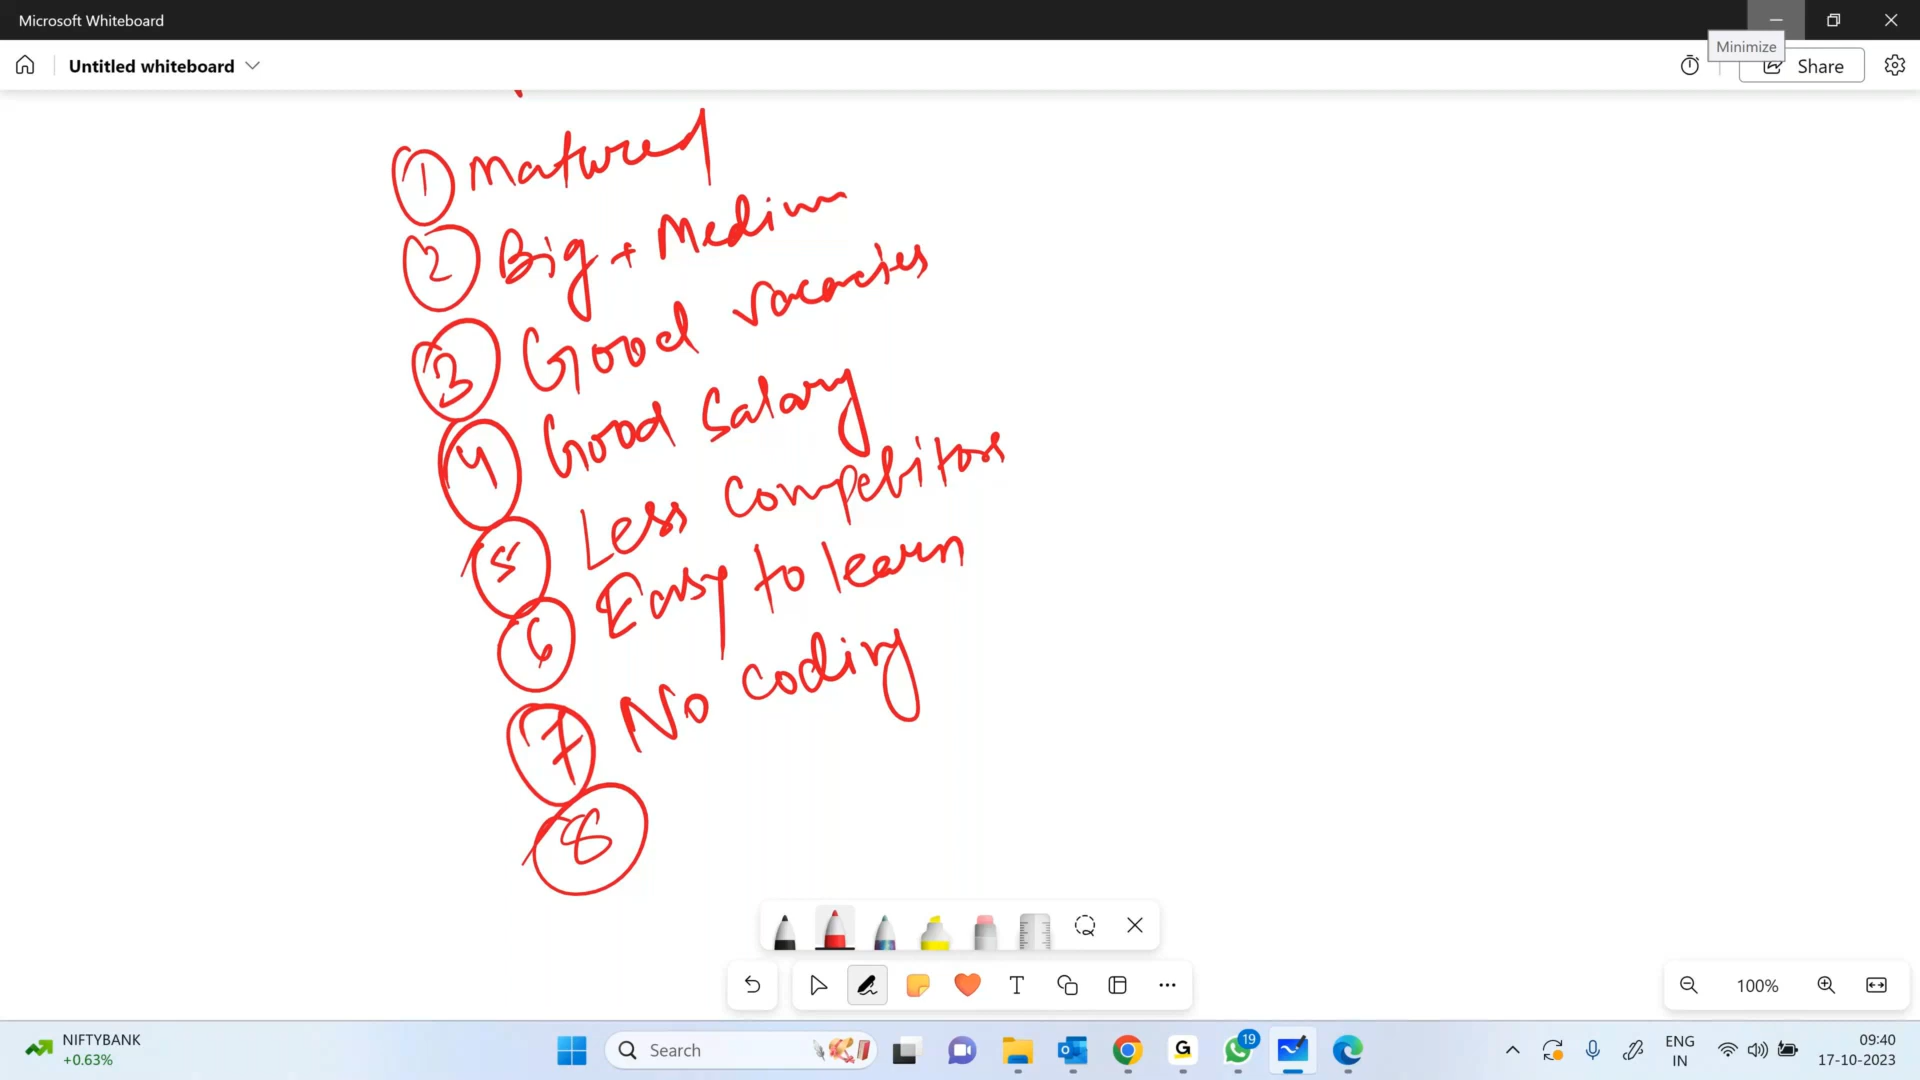 Microsoft Whiteboard
Minimize
Untitled whiteboard
Share
1 Matured
2 Big + Medium
3 Good vacacies
4 Good Salary
5 Less Competitors
6 Easy to learn
7 No coding
8
100%
NIFTYBANK
+0.63%
Search
19
ENG
IN
09:40
17-10-2023